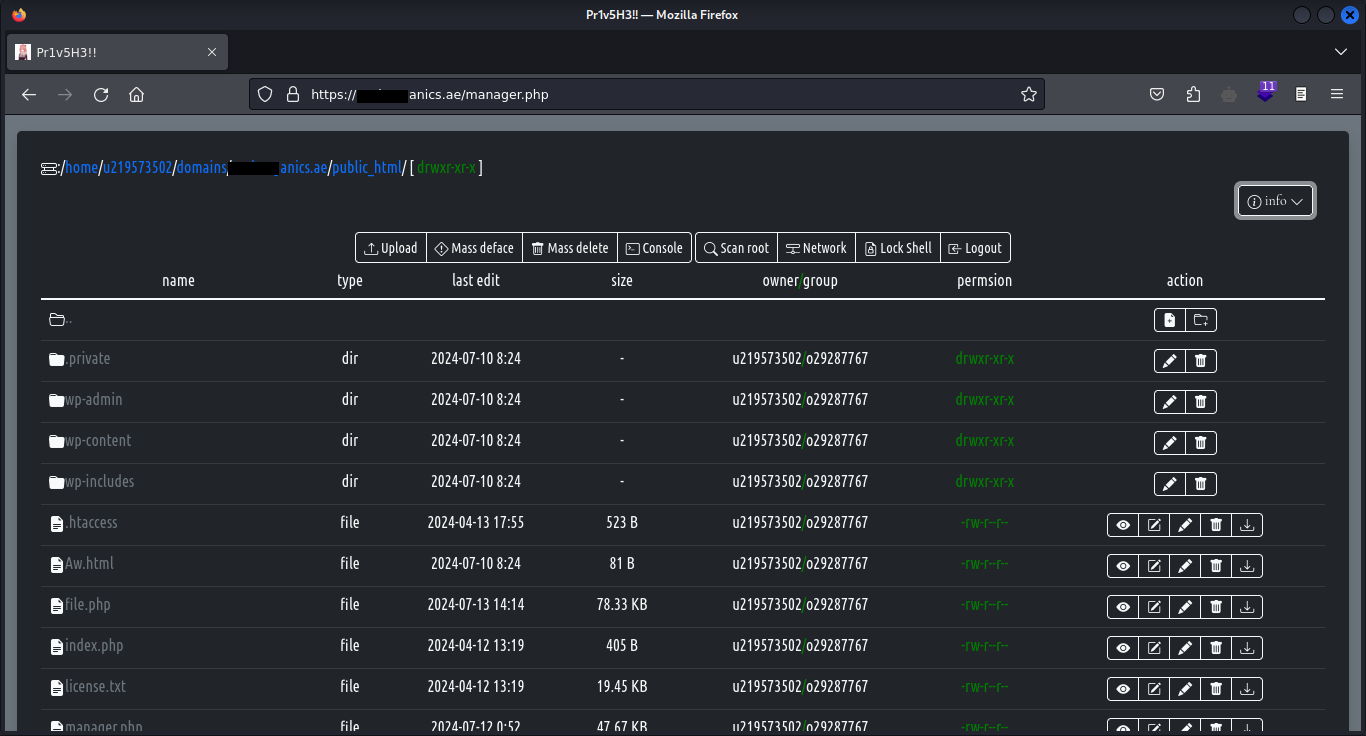 Pr1v5H3!! — Mozilla Firefox
Pr1v5H3!!
https:// anics.ae/manager.php
11
:/home/u219573502/domains/ anics.ae/public_html/ [ drwxr-xr-x ]
info
Upload Mass deface Mass delete Console Scan root Network Lock Shell Logout
name type last edit size owner/group permsion action
..
.private dir 2024-07-10 8:24 - u219573502/o29287767 drwxr-xr-x
wp-admin dir 2024-07-10 8:24 - u219573502/o29287767 drwxr-xr-x
wp-content dir 2024-07-10 8:24 - u219573502/o29287767 drwxr-xr-x
wp-includes dir 2024-07-10 8:24 - u219573502/o29287767 drwxr-xr-x
.htaccess file 2024-04-13 17:55 523 B u219573502/o29287767 -rw-r--r--
Aw.html file 2024-07-10 8:24 81 B u219573502/o29287767 -rw-r--r--
file.php file 2024-07-13 14:14 78.33 KB u219573502/o29287767 -rw-r--r--
index.php file 2024-04-12 13:19 405 B u219573502/o29287767 -rw-r--r--
license.txt file 2024-04-12 13:19 19.45 KB u219573502/o29287767 -rw-r--r--
manager.php file 2024-07-12 0:52 47.67 KB u219573502/o29287767 -rw-r--r--